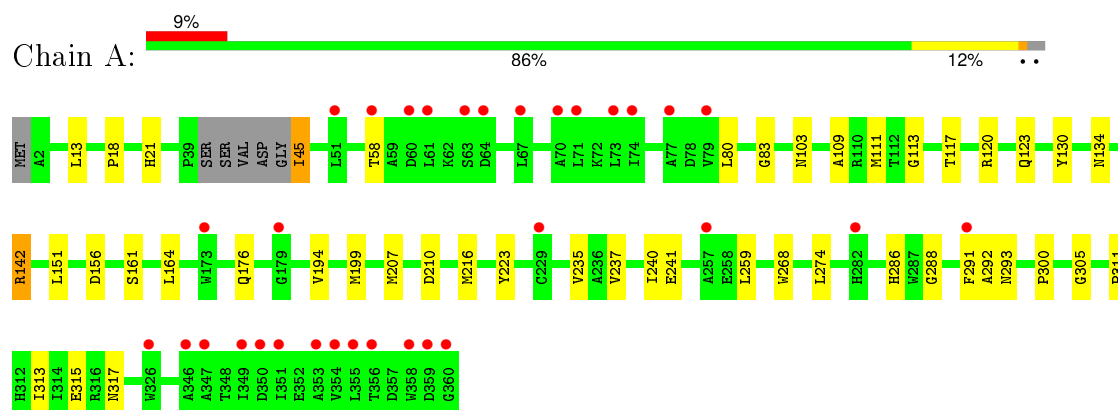 9%
Chain A:
86% 12% • •
MET A2 L13 P18 H21 P39 SER SER VAL ASP GLY I45 L51 T58 A59 D60 L61 K62 S63 D64 L67 A70 L71 K72 L73 I74 A77 D78 V79 L80 G83 N103 A109 R110 M111 Y112 G113 T117 R120 Q123 Y130 N134
R142 L151 D156 S161 L164 W173 Q176 G179 V194 M199 M207 D210 M216 Y223 C229 V235 A236 V237 I240 E241 A257 E258 L259 W268 L274 H282 H286 W287 G288 F291 A292 N293 P300 G305
H312 I313 I314 E315 R316 N317 W326 A346 A347 T348 I349 D350 I351 E352 A353 V354 L355 T356 D357 W358 D359 G360